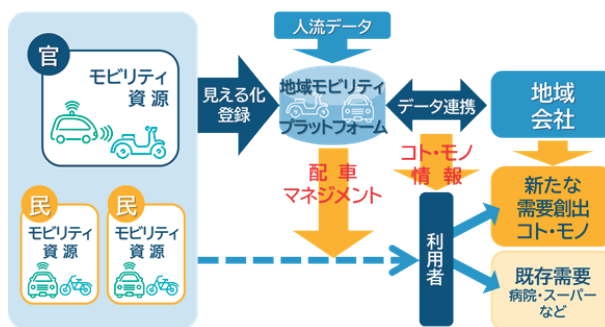 官
モビリティ
資源
民
モビリティ
資源
民
モビリティ
資源
見える化
登録
人流データ
地域モビリティ
プラットフォーム
データ連携
地域
会社
配車
マネジメント
コト・モノ
情報
利用者
新たな
需要創出
コト・モノ
既存需要
病院・スーパー
など